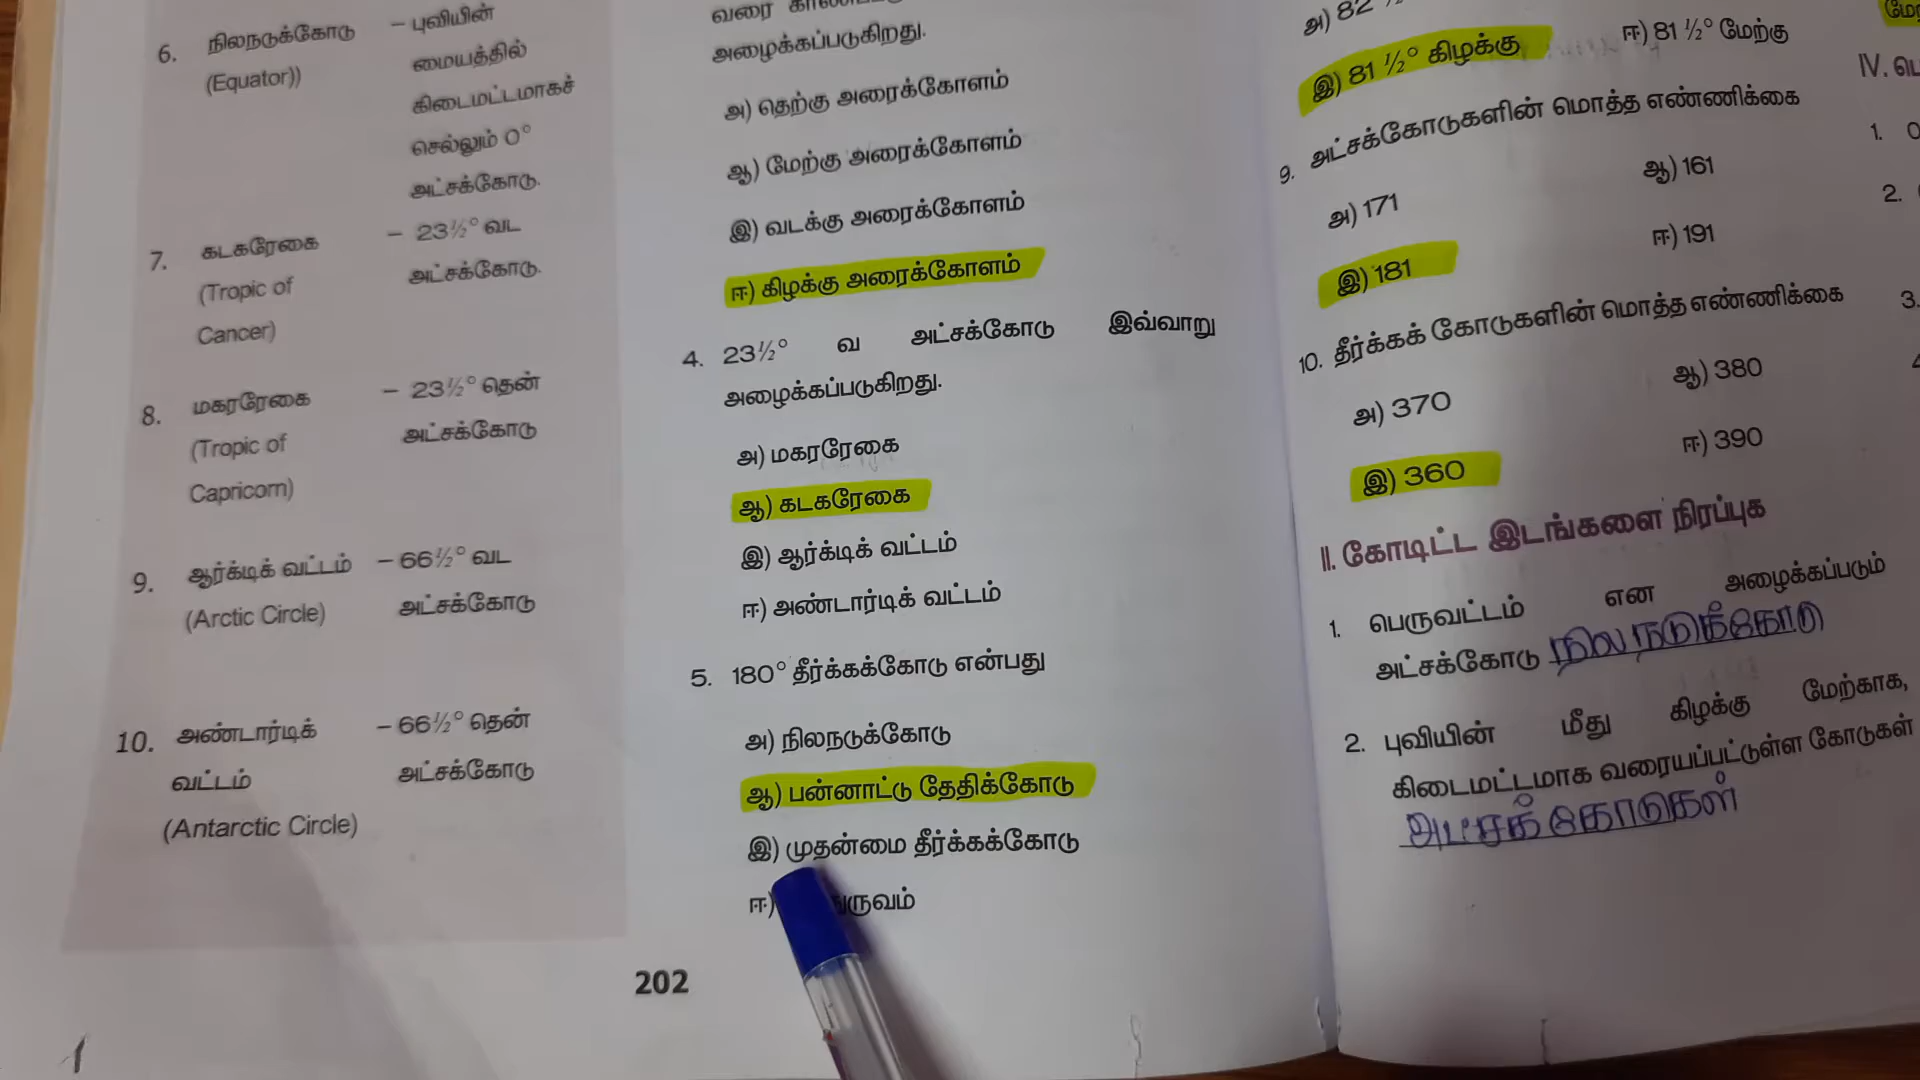 6. நிலநடுக்கோடு – புவியின்
(Equator)) மையத்தில்
கிடைமட்டமாகச்
செல்லும் 0°
அட்சக்கோடு.
7. கடகரேகை – 23½° வட
(Tropic of அட்சக்கோடு.
Cancer)
8. மகரரேகை – 23½° தென்
(Tropic of அட்சக்கோடு
Capricorn)
9. ஆர்க்டிக் வட்டம் – 66½° வட
(Arctic Circle) அட்சக்கோடு
10. அண்டார்டிக் – 66½° தென்
வட்டம் அட்சக்கோடு
(Antarctic Circle)
வரை
அழைக்கப்படுகிறது.
அ) தெற்கு அரைக்கோளம்
ஆ) மேற்கு அரைக்கோளம்
இ) வடக்கு அரைக்கோளம்
ஈ) கிழக்கு அரைக்கோளம்
4. 23½° வ அட்சக்கோடு இவ்வாறு
அழைக்கப்படுகிறது.
அ) மகரரேகை
ஆ) கடகரேகை
இ) ஆர்க்டிக் வட்டம்
ஈ) அண்டார்டிக் வட்டம்
5. 180° தீர்க்கக்கோடு என்பது
அ) நிலநடுக்கோடு
ஆ) பன்னாட்டு தேதிக்கோடு
இ) முதன்மை தீர்க்கக்கோடு
ஈ)
202
அ) 82
இ) 81 ½° கிழக்கு ஈ) 81 ½° மேற்கு
9. அட்சக்கோடுகளின் மொத்த எண்ணிக்கை
அ) 171 ஆ) 161
இ) 181 ஈ) 191
10. தீர்க்கக் கோடுகளின் மொத்த எண்ணிக்கை
அ) 370 ஆ) 380
இ) 360 ஈ) 390
II. கோடிட்ட இடங்களை நிரப்புக
1. பெருவட்டம் என அழைக்கப்படும்
அட்சக்கோடு நிலநடுக்கோடு
2. புவியின் மீது கிழக்கு மேற்காக,
கிடைமட்டமாக வரையப்பட்டுள்ள கோடுகள்
அட்சக்கோடுகள்
IV.
1.
2.
3.